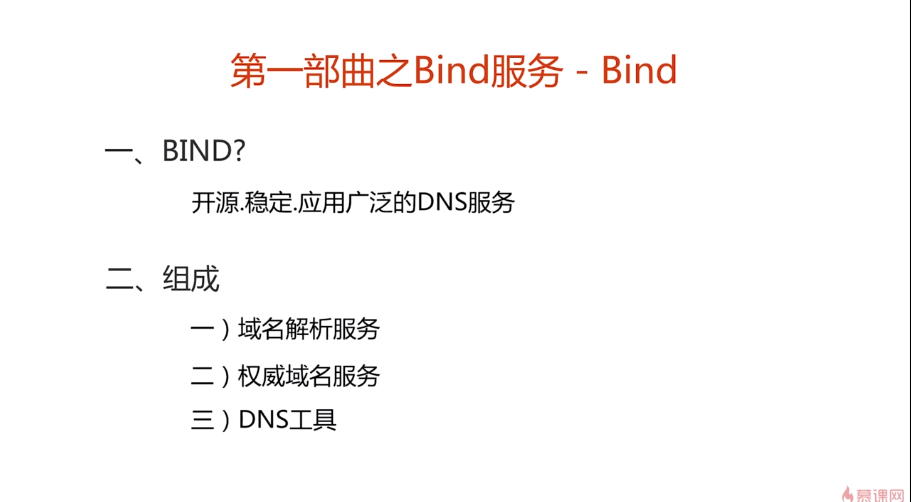 第一部曲之Bind服务 - Bind
一、BIND?
开源.稳定.应用广泛的DNS服务
二、组成
一）域名解析服务
二）权威域名服务
三）DNS工具
慕课网